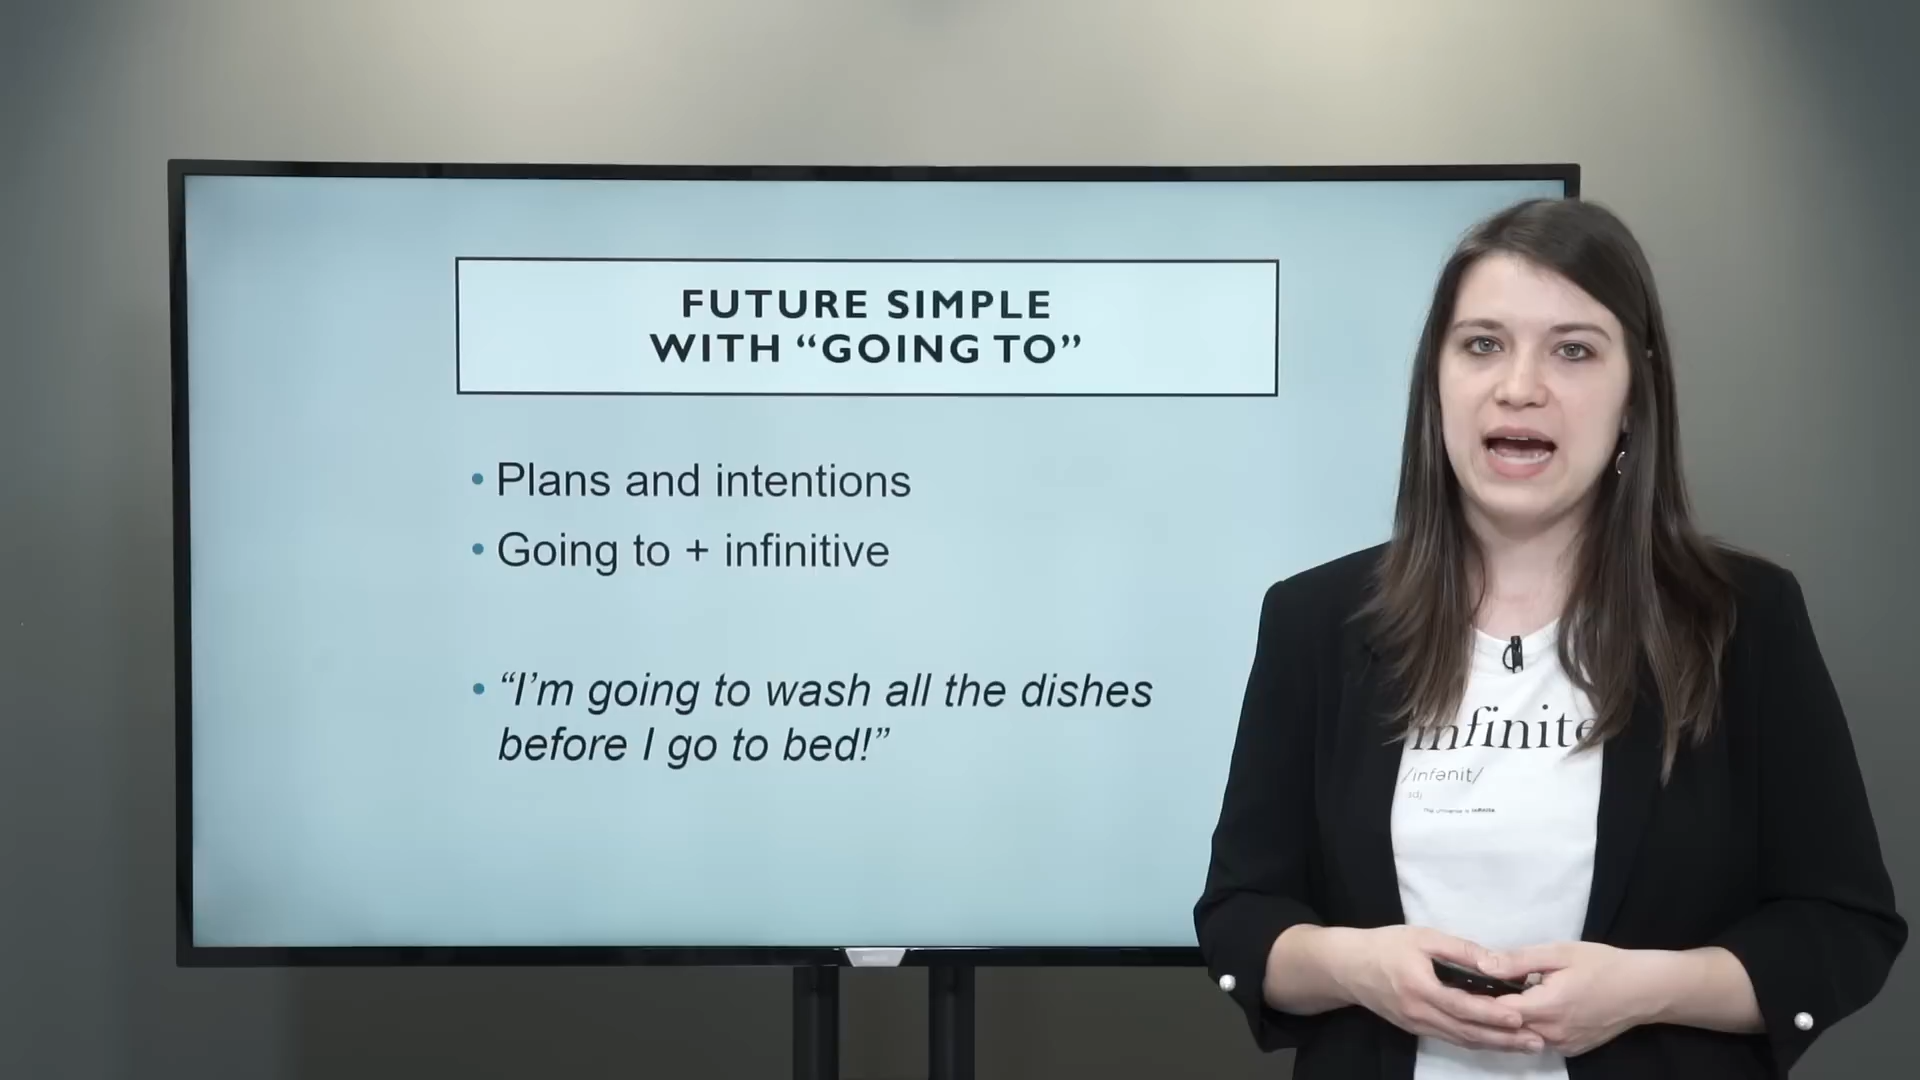 FUTURE SIMPLE
WITH “GOING TO”
• Plans and intentions
• Going to + infinitive
• “I’m going to wash all the dishes
before I go to bed!”
infinite
/infənit/